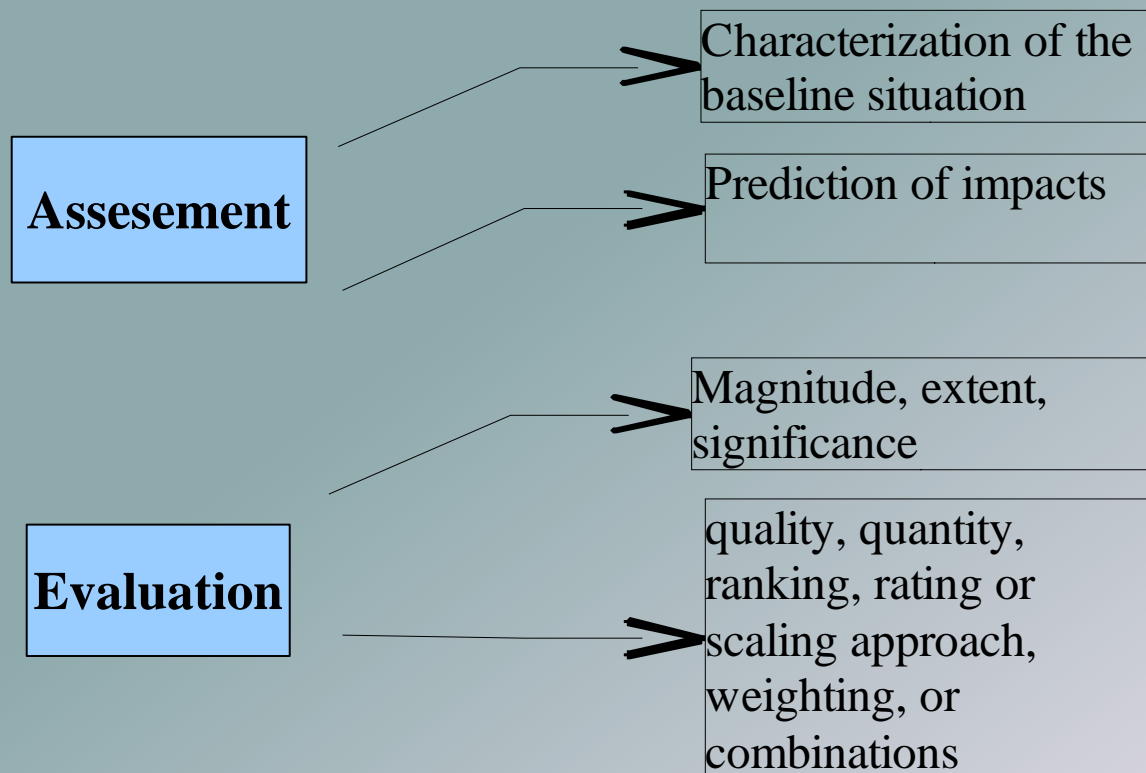 Characterization of the
baseline situation
Assesement
Prediction of impacts
Magnitude, extent,
significance
Evaluation
quality, quantity,
ranking, rating or
scaling approach,
weighting, or
combinations